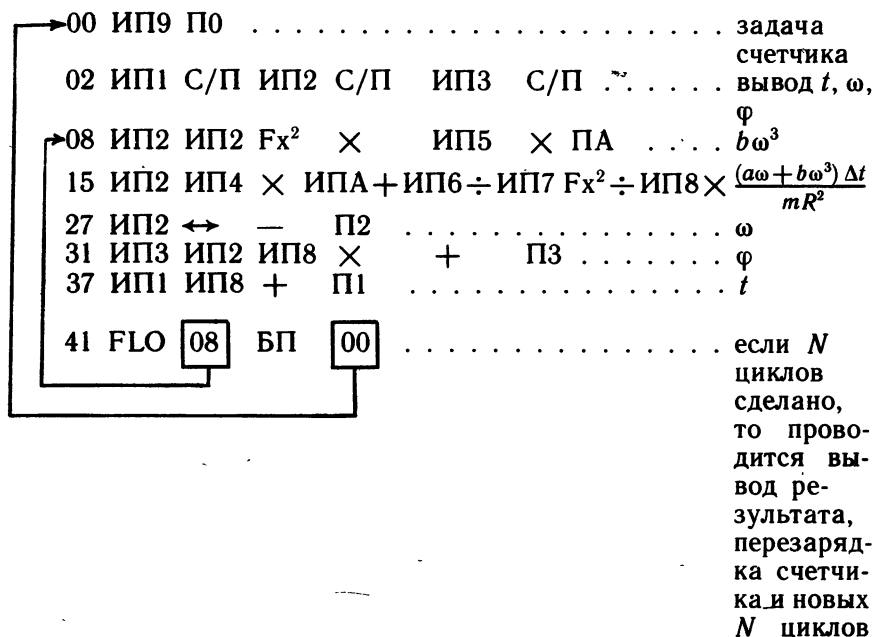 00 ИП9 П0 . . . . . . . . . . . . . . . . . . . . . . . . задача
счетчика
02 ИП1 С/П ИП2 С/П ИП3 С/П . . . . . . вывод t, ω,
φ
08 ИП2 ИП2 Fx² × ИП5 × ПА . . . . bω³
15 ИП2 ИП4 × ИПА + ИП6 ÷ ИП7 Fx² ÷ ИП8 × (aω + bω³) Δt / mR²
27 ИП2 ↔ — П2 . . . . . . . . . . . . . . . . ω
31 ИП3 ИП2 ИП8 × + П3 . . . . . . . φ
37 ИП1 ИП8 + П1 . . . . . . . . . . . . . . . . t
41 FLO 08 БП 00 . . . . . . . . . . . . . . . . если N
циклов
сделано,
то прово-
дится вы-
вод ре-
зультата,
перезаряд-
ка счетчи-
ка и новых
N циклов